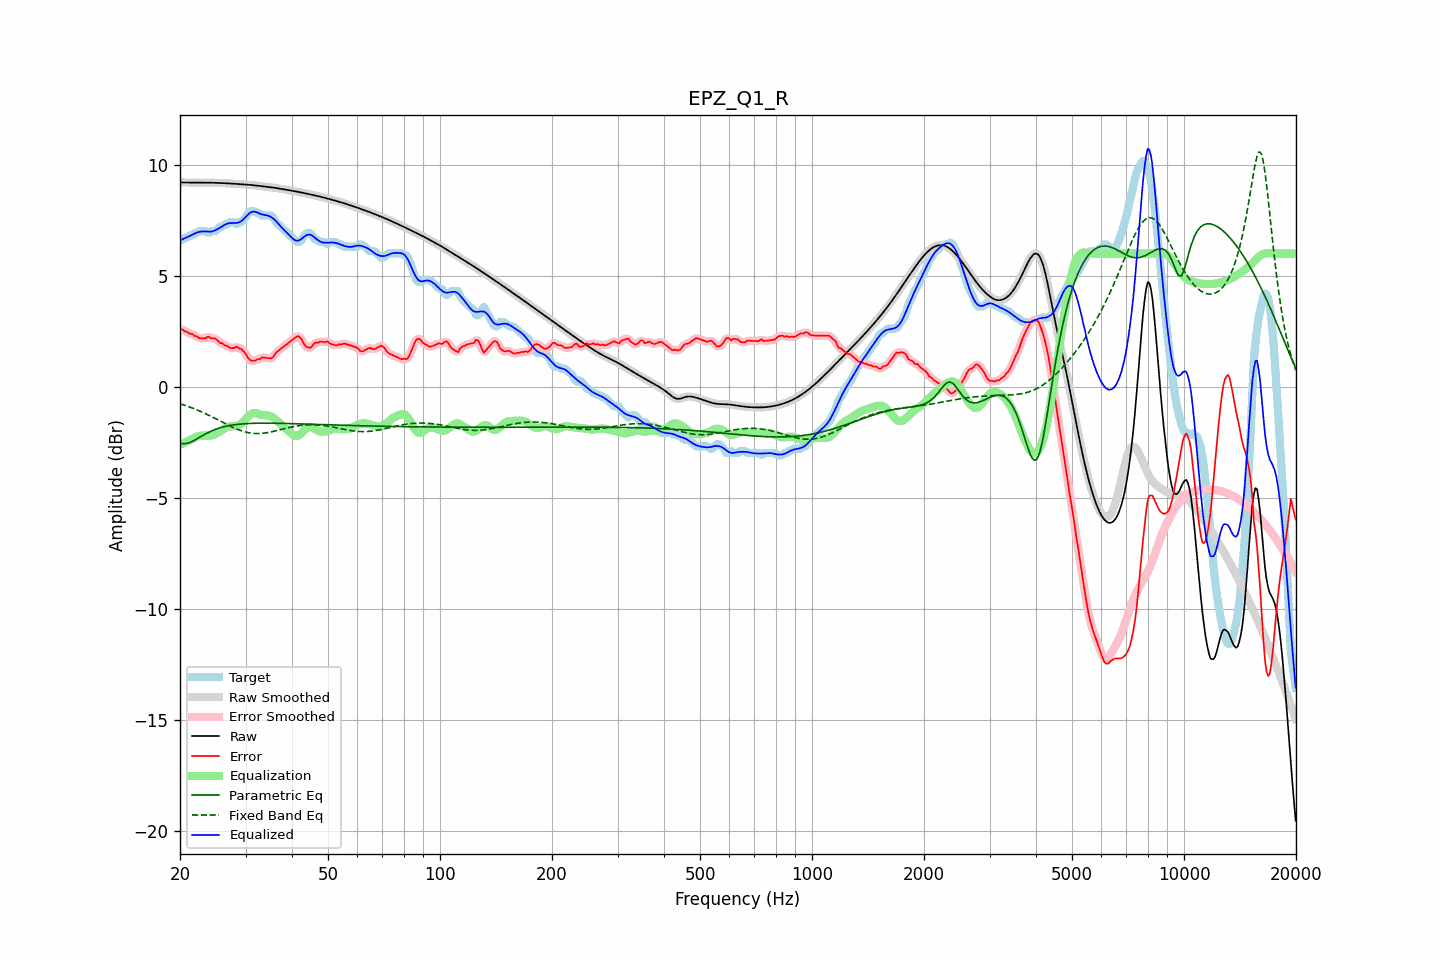 EPZ_Q1_R
Amplitude (dBr)
10
5
0
−5
−10
−15
−20
Target
Raw Smoothed
Error Smoothed
Raw
Error
Equalization
Parametric Eq
Fixed Band Eq
Equalized
20 50 100 200 500 1000 2000 5000 10000 20000
Frequency (Hz)